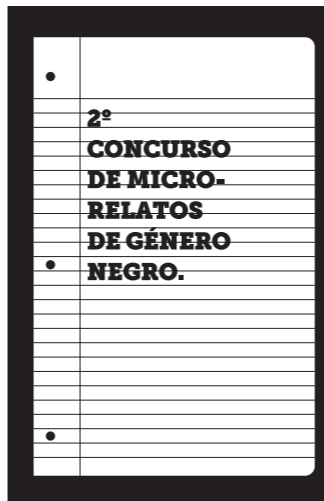 2º
CONCURSO
DE MICRO-
RELATOS
DE GÉNERO
NEGRO.